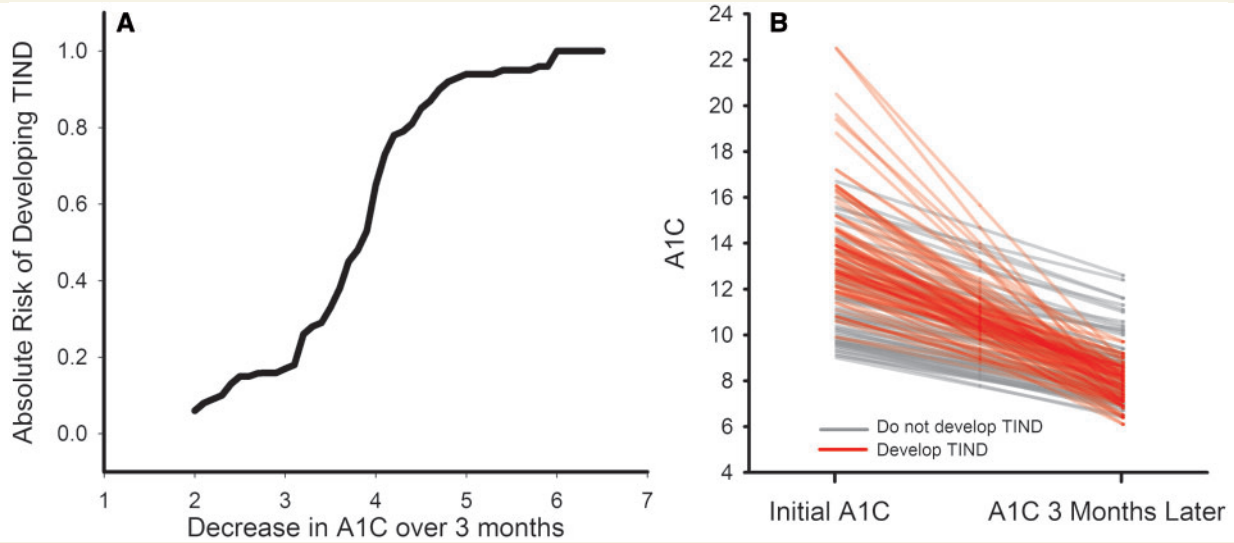 A
Absolute Risk of Developing TIND
1.0
0.8
0.6
0.4
0.2
0.0
1 2 3 4 5 6 7
Decrease in A1C over 3 months
B
A1C
24
22
20
18
16
14
12
10
8
6
4
Do not develop TIND
Develop TIND
Initial A1C A1C 3 Months Later